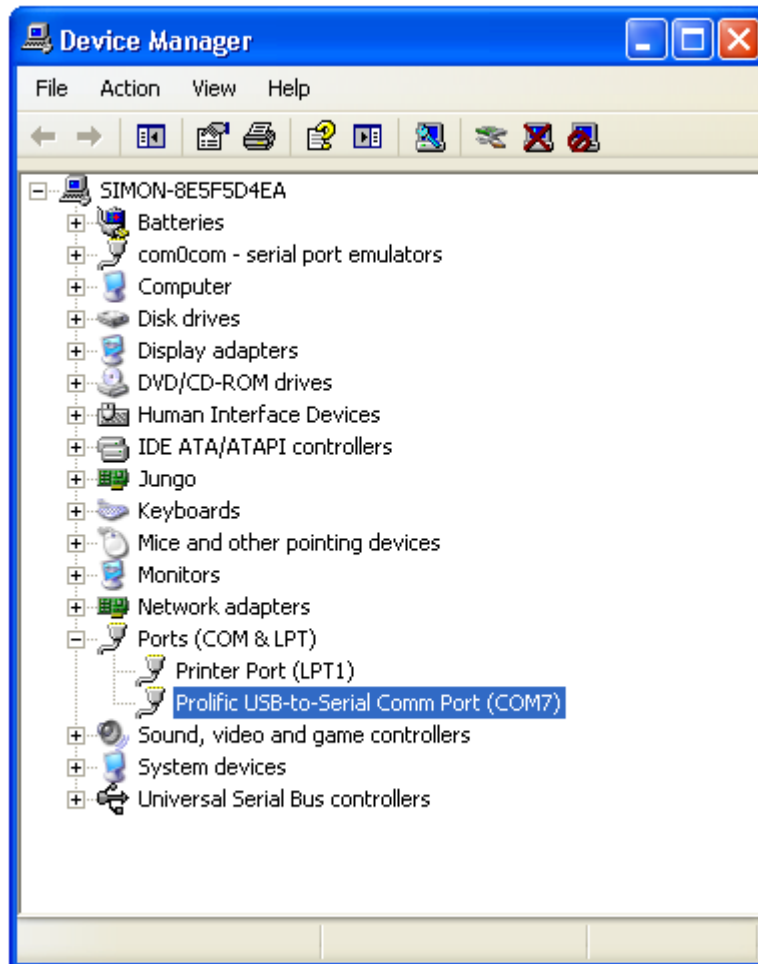 Device Manager
File Action View Help
SIMON-8E5F5D4EA
Batteries
com0com - serial port emulators
Computer
Disk drives
Display adapters
DVD/CD-ROM drives
Human Interface Devices
IDE ATA/ATAPI controllers
Jungo
Keyboards
Mice and other pointing devices
Monitors
Network adapters
Ports (COM & LPT)
Printer Port (LPT1)
Prolific USB-to-Serial Comm Port (COM7)
Sound, video and game controllers
System devices
Universal Serial Bus controllers